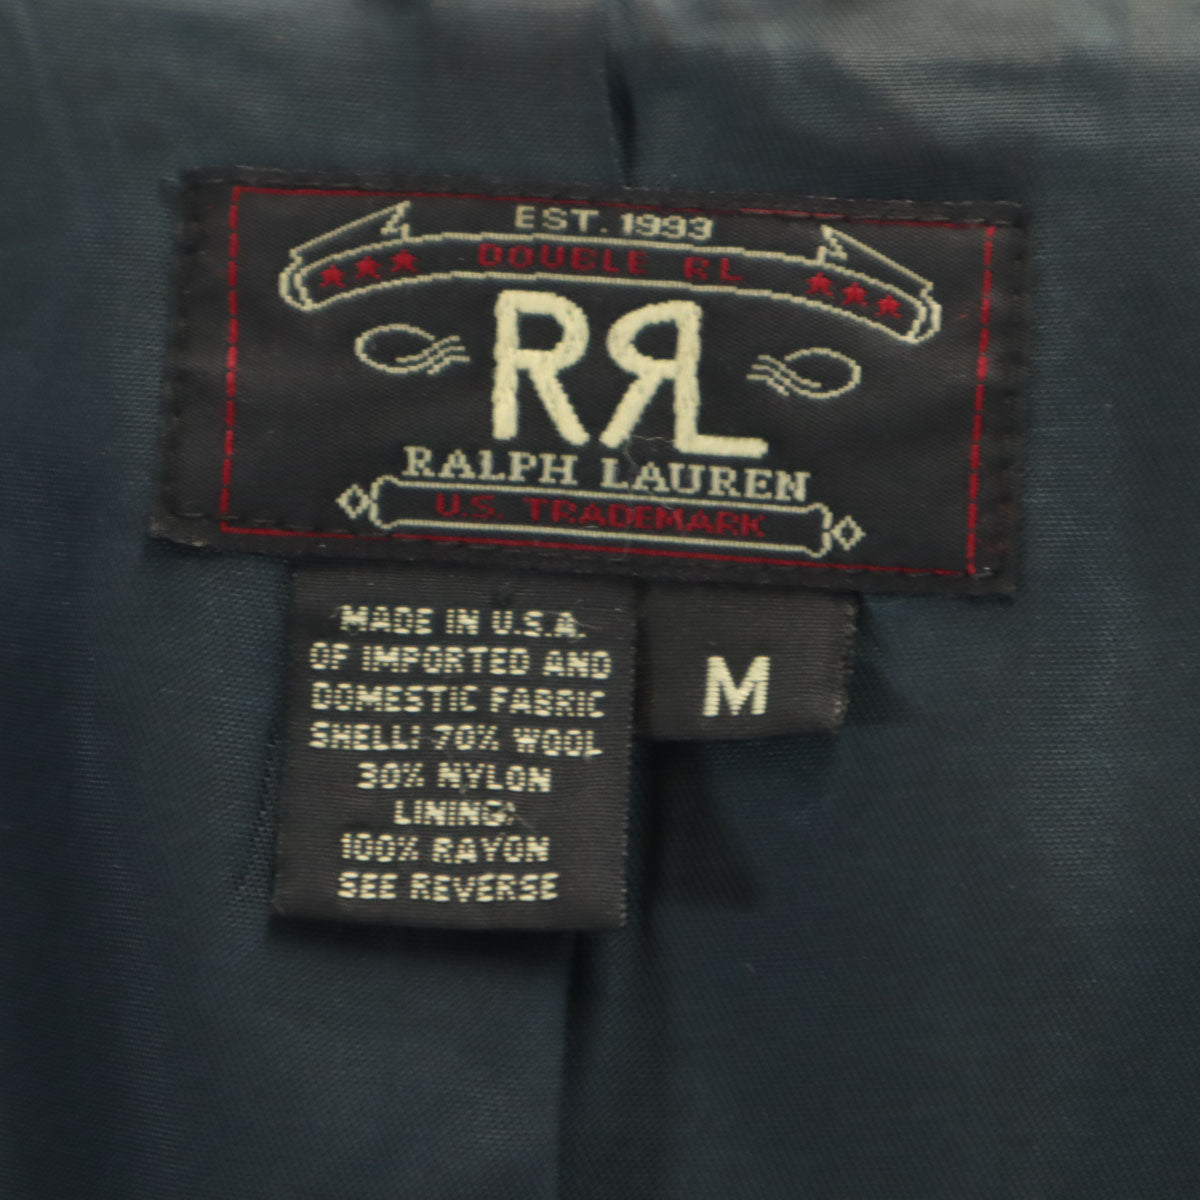 EST. 1993
DOUBLE RL
RRL
RALPH LAUREN
U.S. TRADEMARK
MADE IN U.S.A.
OF IMPORTED AND
DOMESTIC FABRIC
SHELL: 70% WOOL
30% NYLON
LINING:
100% RAYON
SEE REVERSE
M